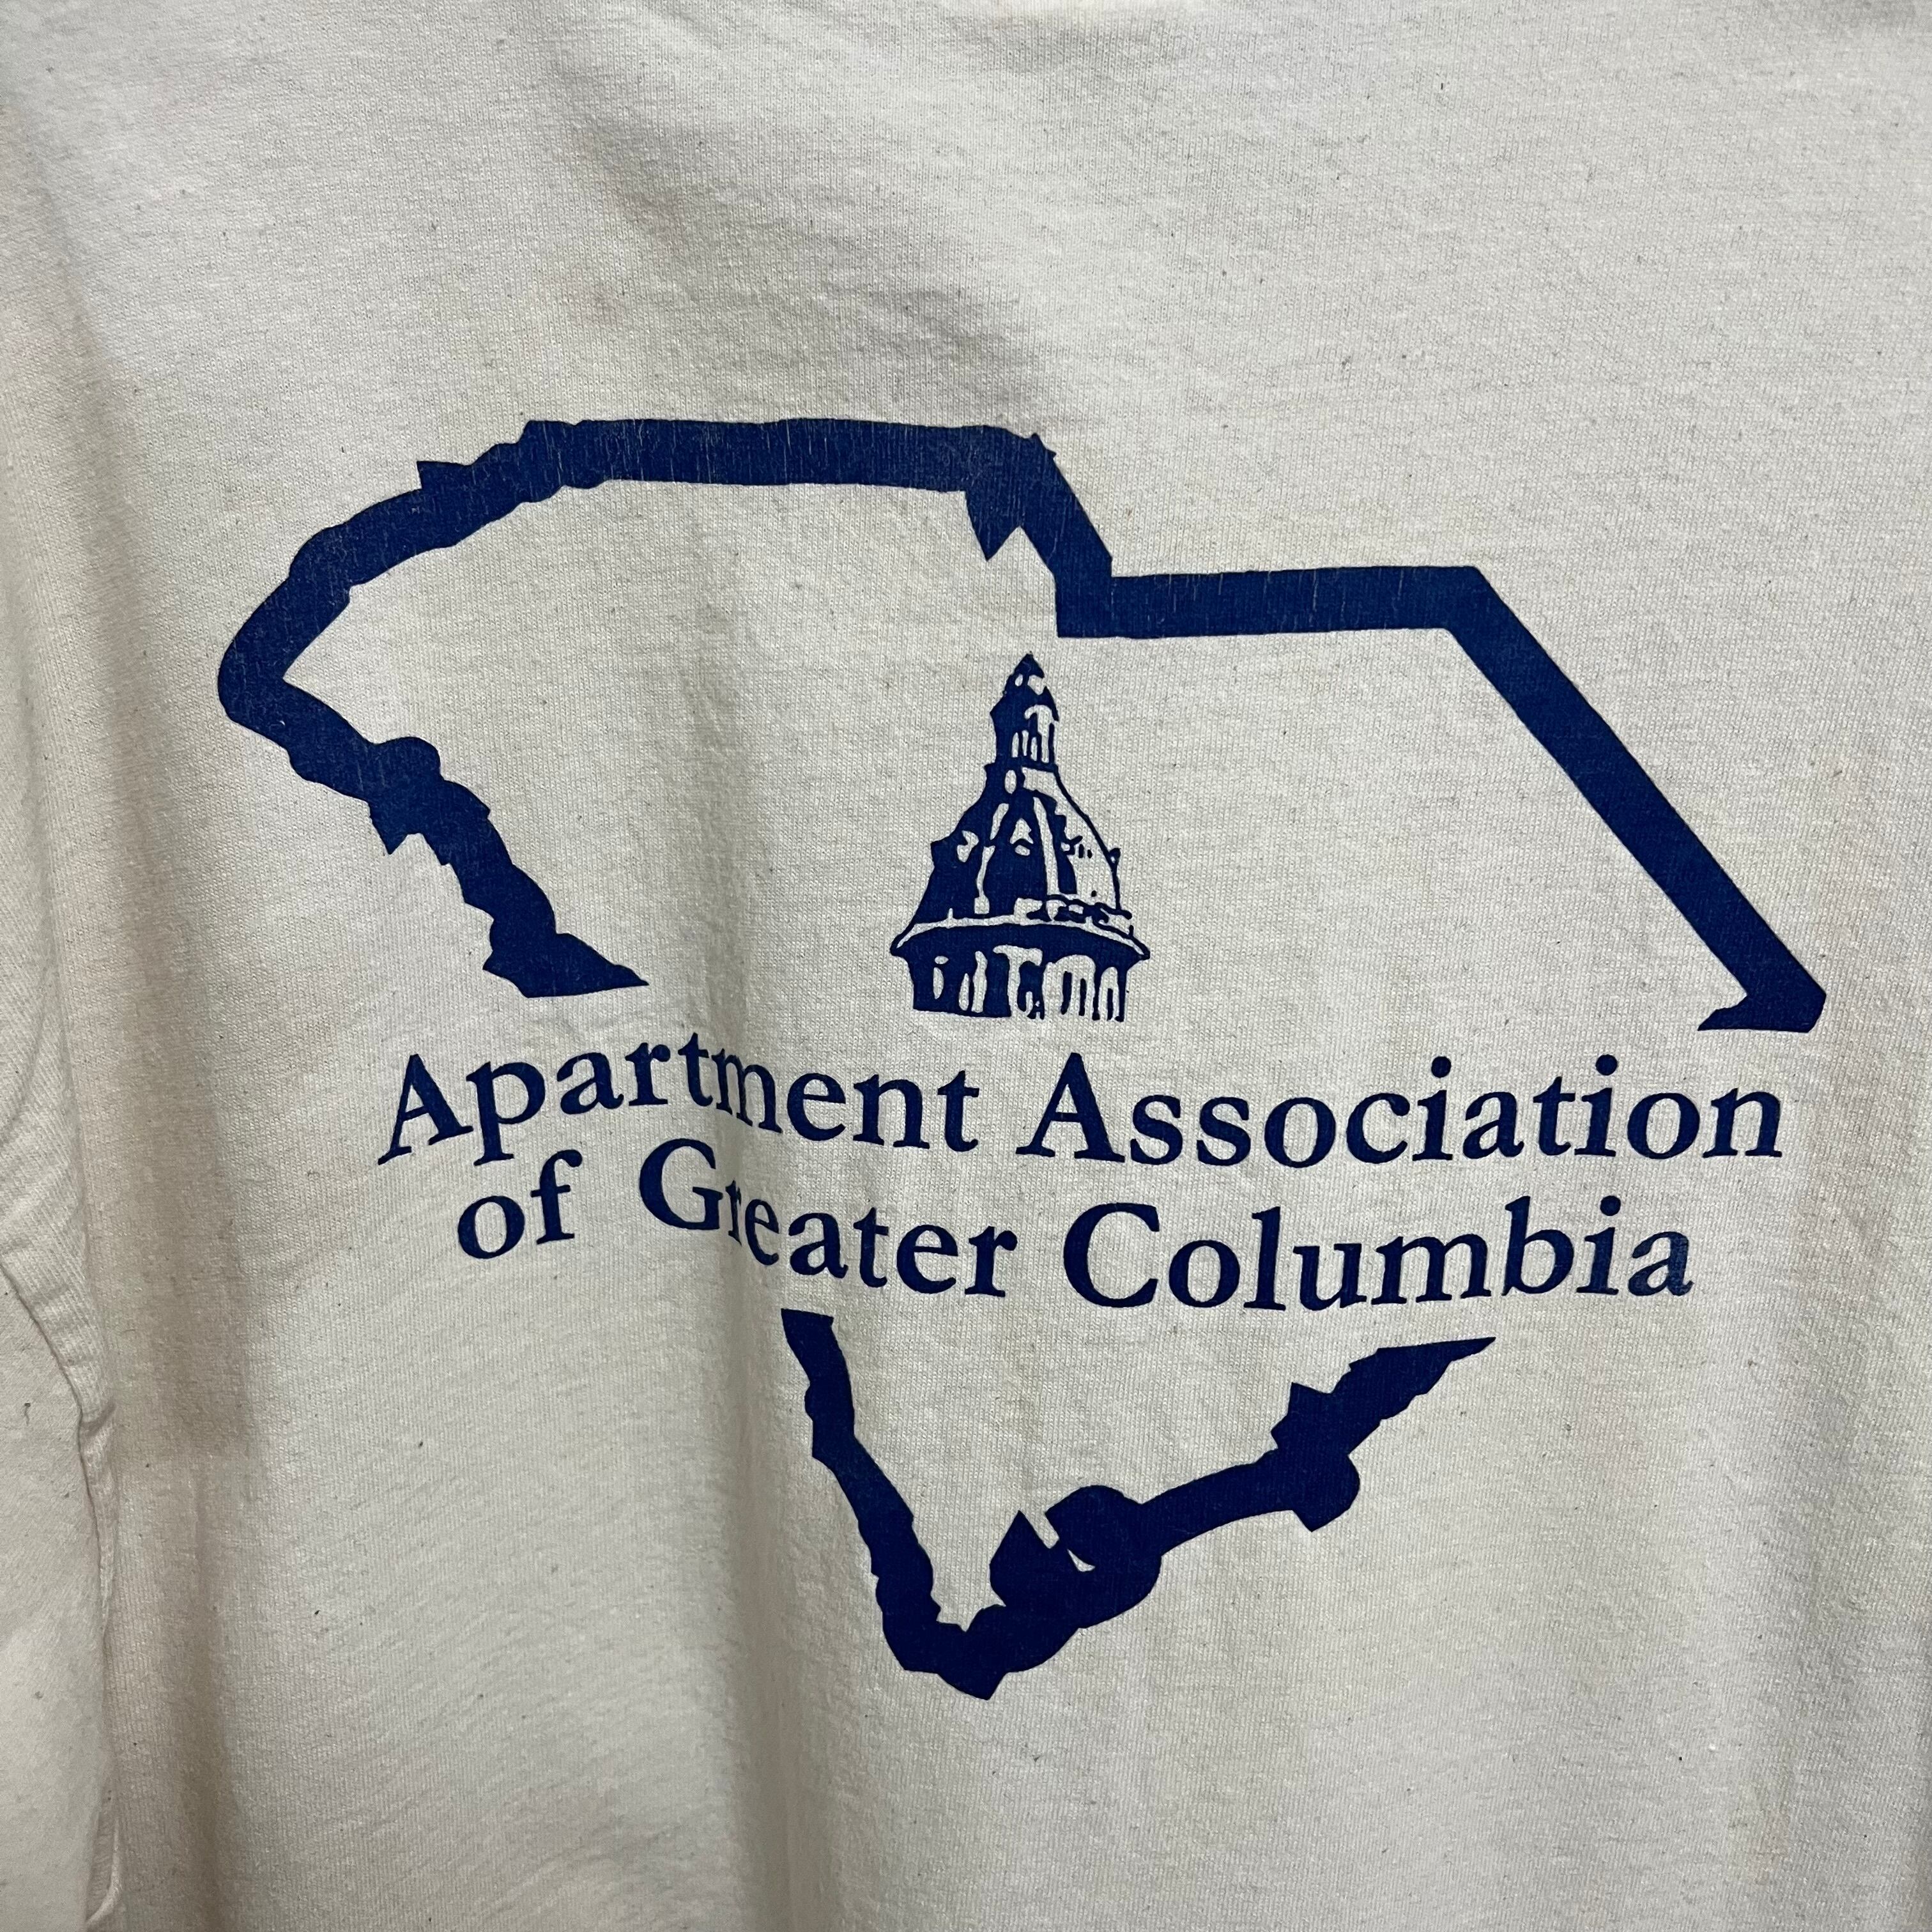 Apartment Association
of Greater Columbia